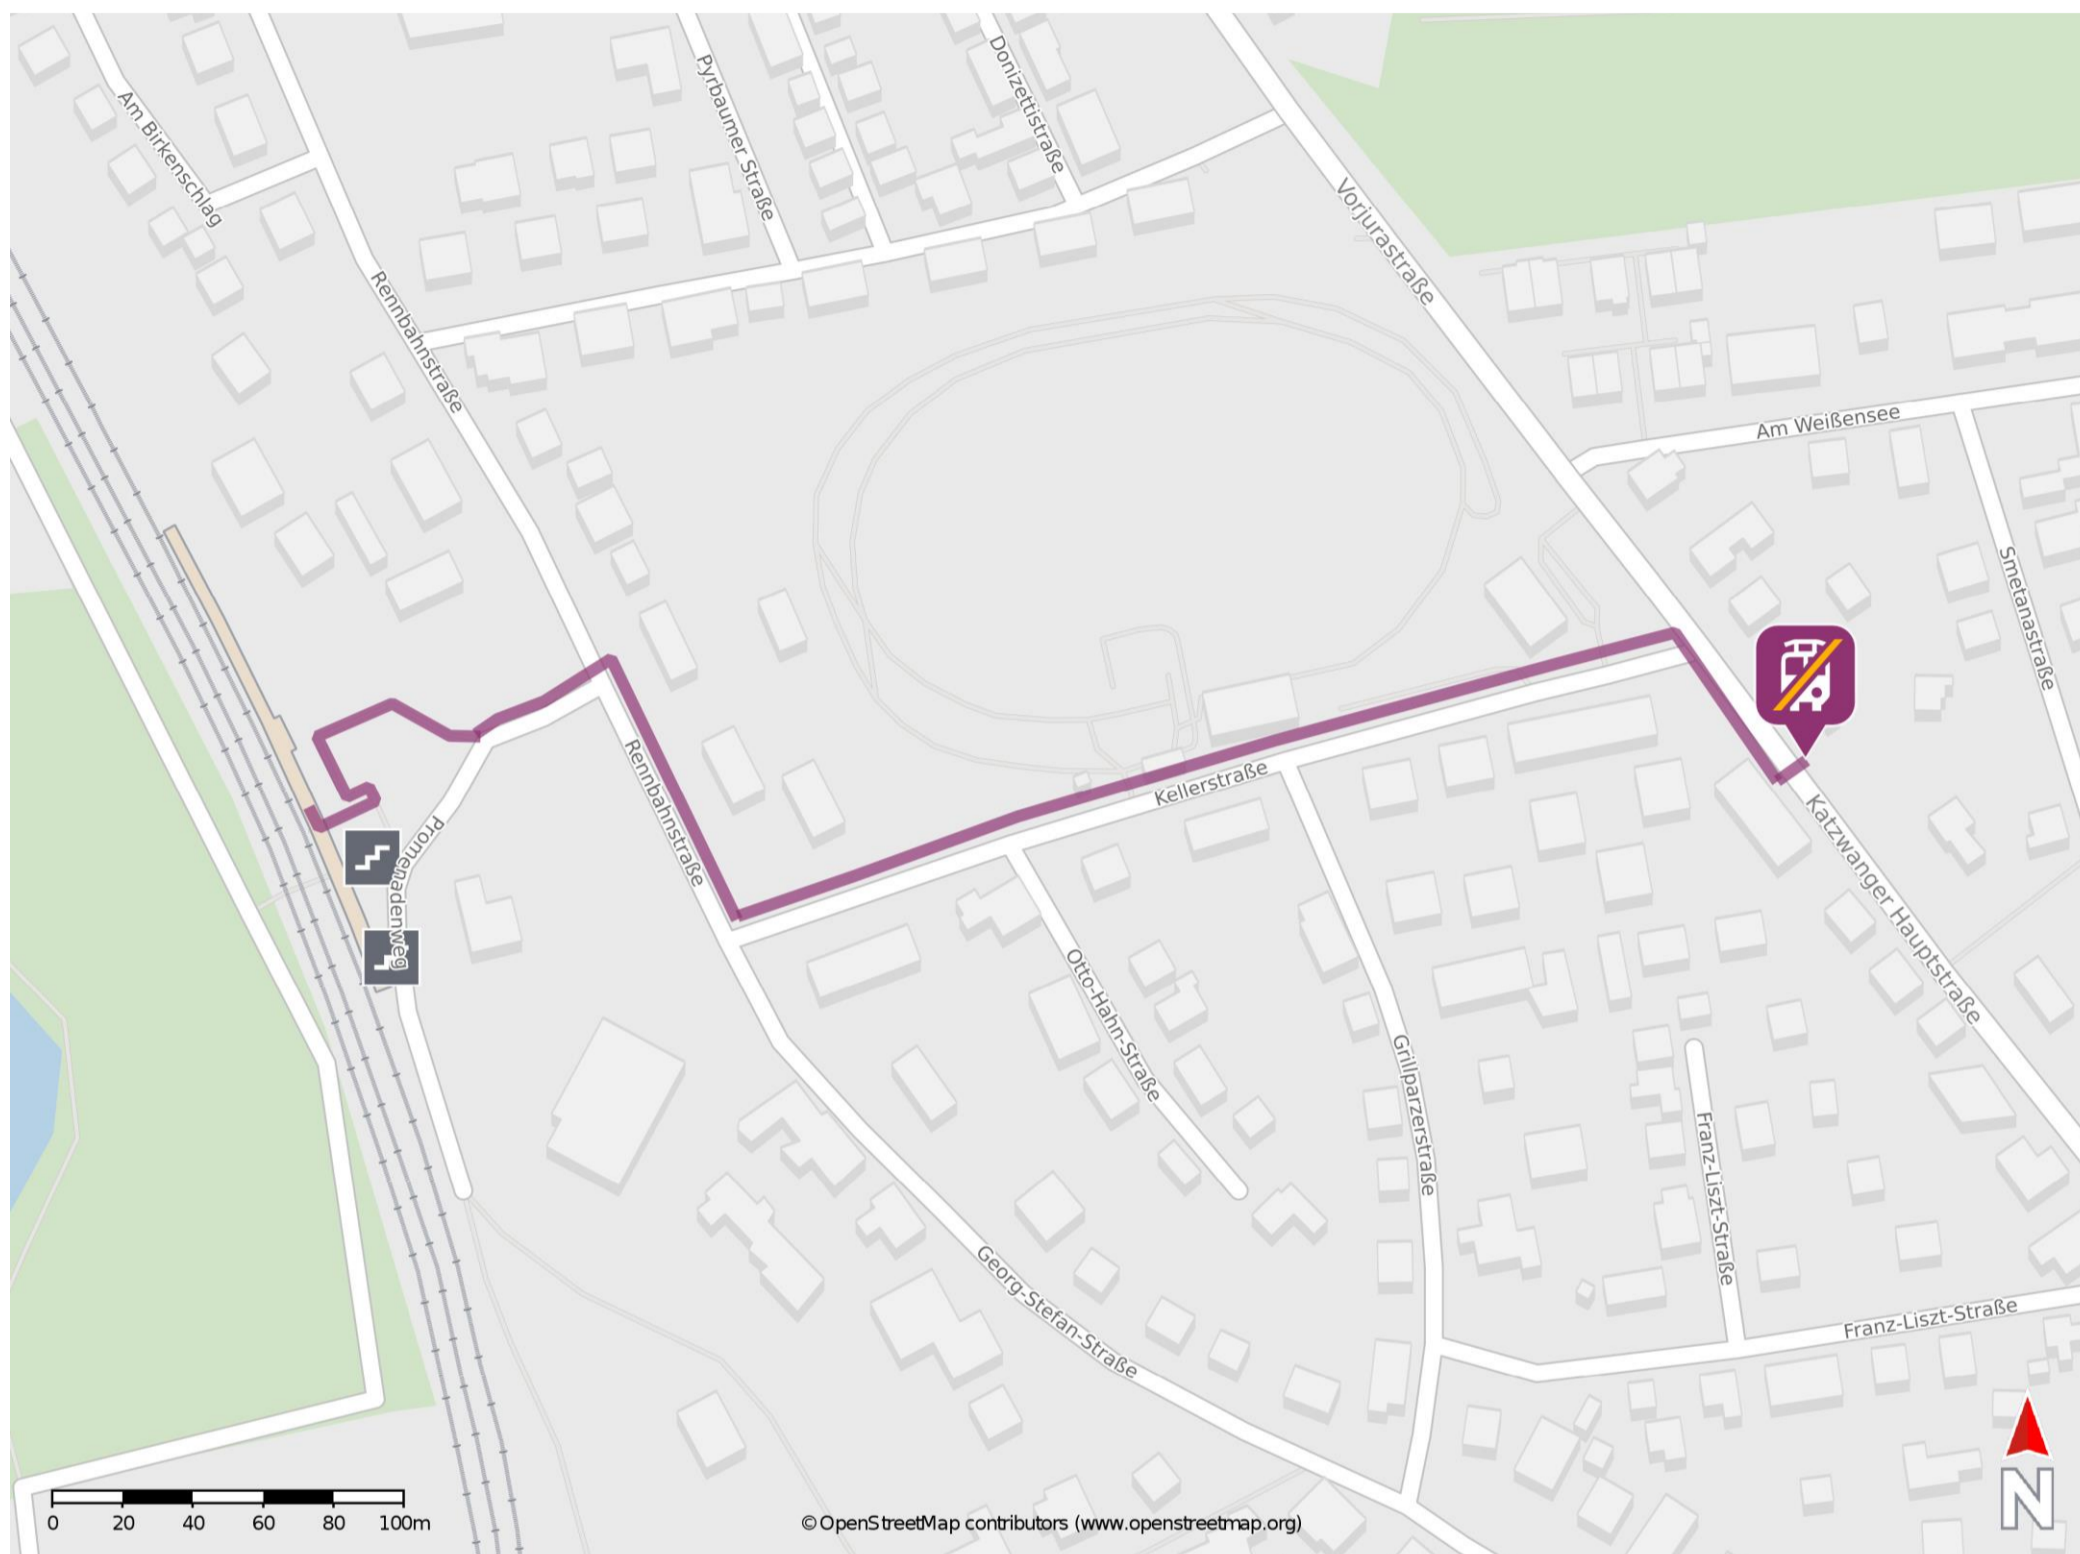 Am Birkenschlag
Pyrbaumer Straße
Donizettistraße
Vorjurastraße
Rennbahnstraße
Am Weißensee
Smetanastraße
Rennbahnstraße
Kellerstraße
Promenadenweg
Katzwanger Hauptstraße
Otto-Hahn-Straße
Grillparzerstraße
Franz-Liszt-Straße
Georg-Stefan-Straße
Franz-Liszt-Straße
N
0 20 40 60 80 100m
©OpenStreetMap contributors (www.openstreetmap.org)